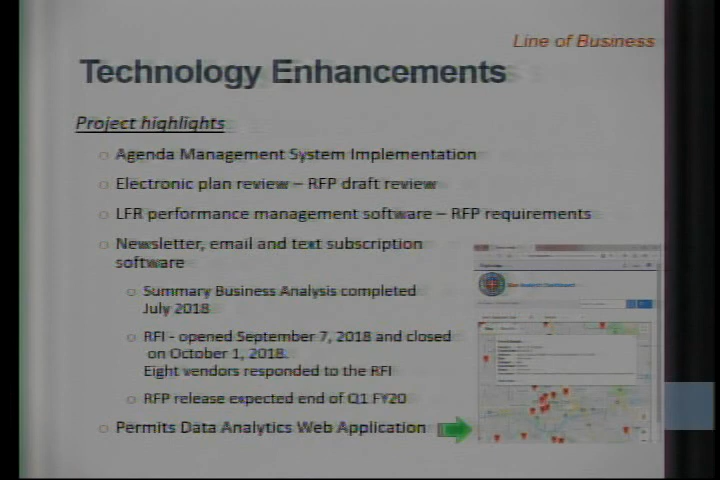 Line of Business
Technology Enhancements
Project highlights
Agenda Management System Implementation
Electronic plan review – RFP draft review
LFR performance management software – RFP requirements
Newsletter, email and text subscription
software
Summary Business Analysis completed
July 2018
RFI - opened September 7, 2018 and closed
on October 1, 2018.
Eight vendors responded to the RFI
RFP release expected end of Q1 FY20
Permits Data Analytics Web Application